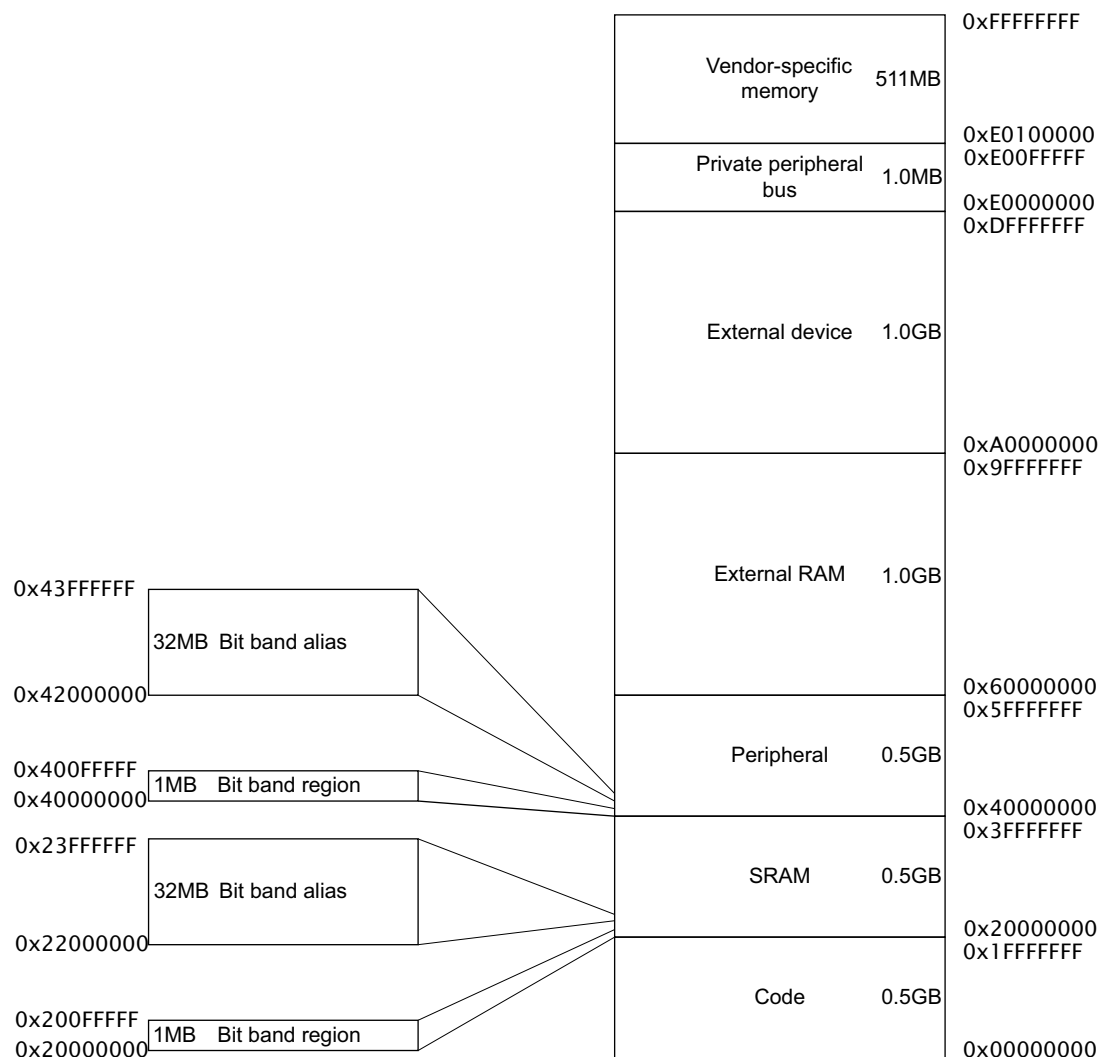 0xFFFFFFFF
Vendor-specific
memory
511MB
0xE0100000
0xE00FFFFF
Private peripheral
bus
1.0MB
0xE0000000
0xDFFFFFFF
External device 1.0GB
0xA0000000
0x9FFFFFFF
External RAM 1.0GB
0x60000000
0x5FFFFFFF
Peripheral 0.5GB
0x40000000
0x3FFFFFFF
SRAM 0.5GB
0x20000000
0x1FFFFFFF
Code 0.5GB
0x00000000
0x43FFFFFF
32MB Bit band alias
0x42000000
0x400FFFFF
1MB Bit band region
0x40000000
0x23FFFFFF
32MB Bit band alias
0x22000000
0x200FFFFF
1MB Bit band region
0x20000000